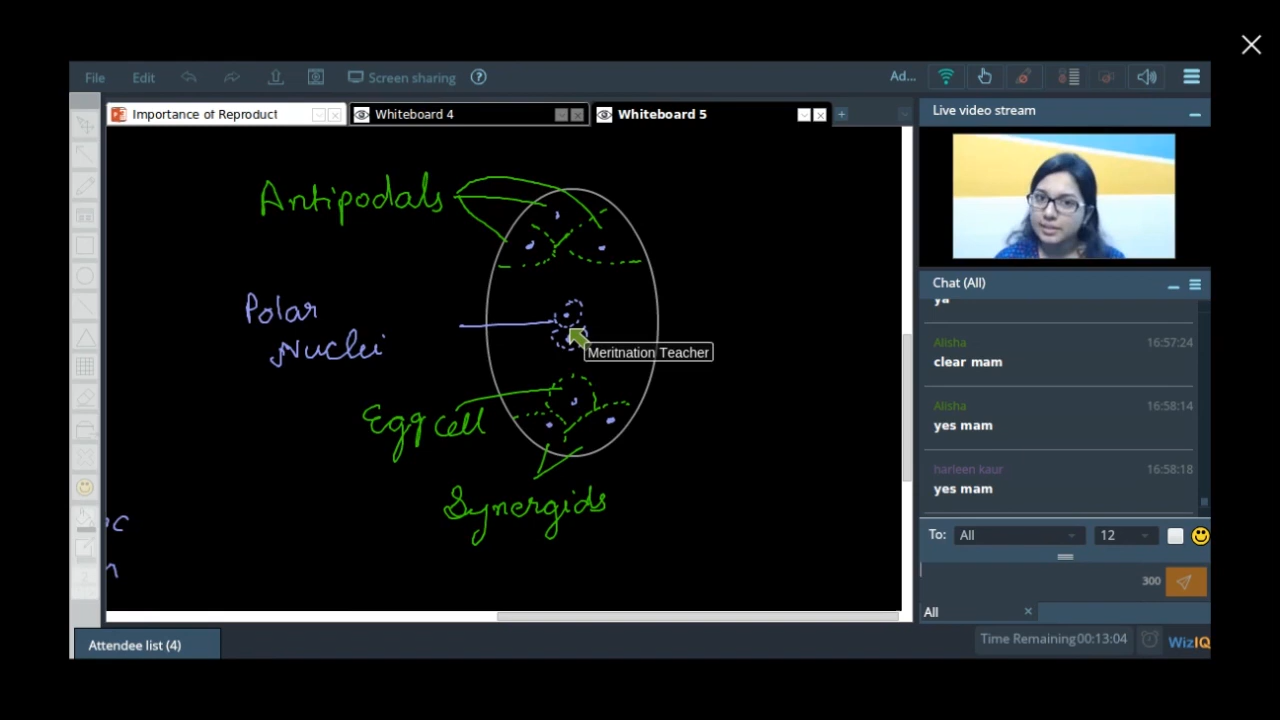 File Edit Screen sharing ? Ad...
Importance of Reproduct Whiteboard 4 Whiteboard 5
Live video stream
Antipodals
Polar
Nuclei
Meritnation Teacher
Egg cell
Synergids
Chat (All)
ya
Alisha 16:57:24
clear mam
Alisha 16:58:14
yes mam
harleen kaur 16:58:18
yes mam
To: All 12
300
All
Attendee list (4)
Time Remaining 00:13:04 WizIQ